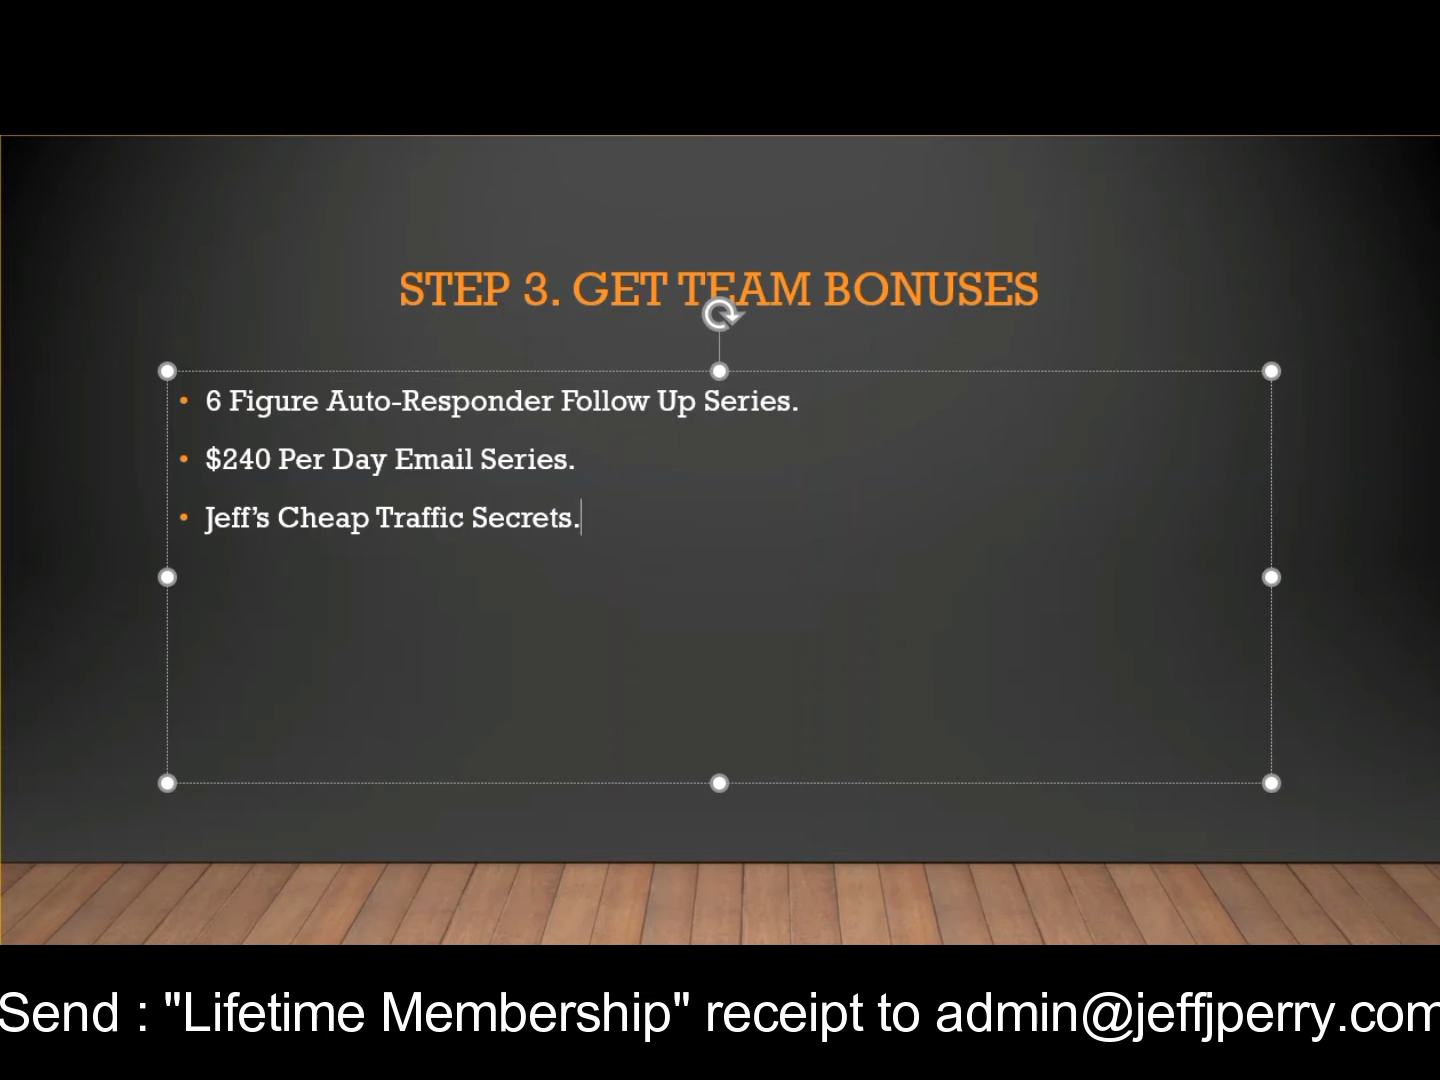 STEP 3. GET TEAM BONUSES
• 6 Figure Auto-Responder Follow Up Series.
• $240 Per Day Email Series.
• Jeff’s Cheap Traffic Secrets.
Send : "Lifetime Membership" receipt to admin@jeffjperry.com